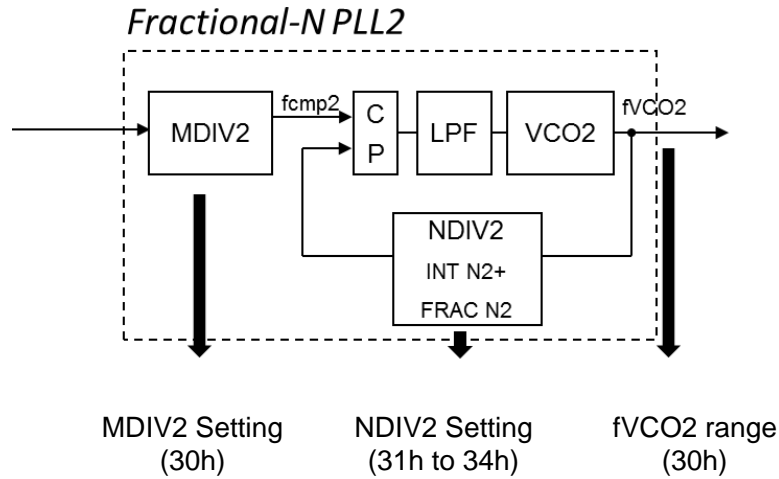 Fractional-N PLL2
fcmp2
fVCO2
MDIV2
C
P
LPF
VCO2
NDIV2
INT N2+
FRAC N2
MDIV2 Setting
(30h)
NDIV2 Setting
(31h to 34h)
fVCO2 range
(30h)